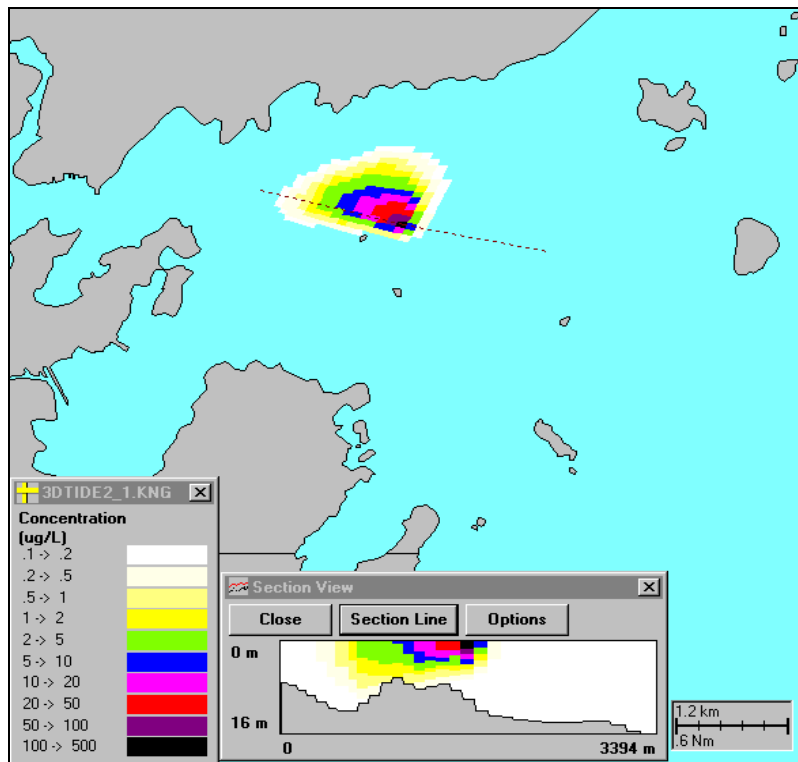 3DTIDE2_1.KNG
Concentration
(ug/L)
.1 -> .2
.2 -> .5
.5 -> 1
1 -> 2
2 -> 5
5 -> 10
10 -> 20
20 -> 50
50 -> 100
100 -> 500
Section View
Close Section Line Options
0 m
16 m
0 3394 m
1.2 km
.6 Nm